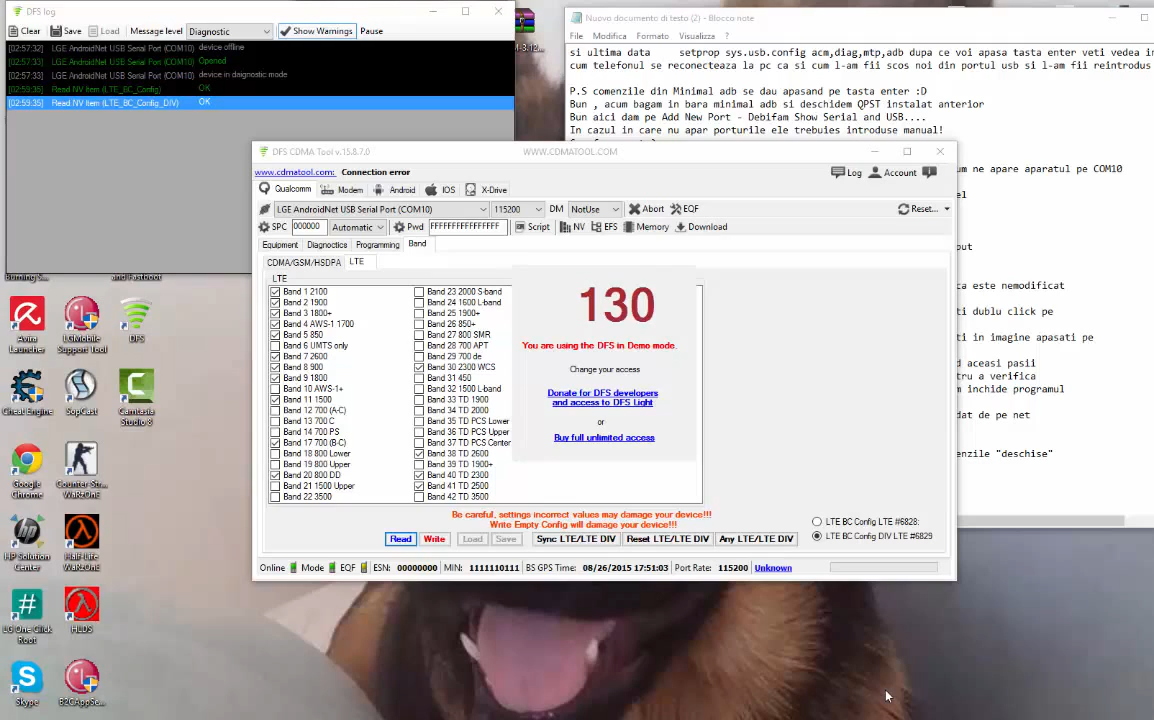 DFS log
Clear Save Load Message level Diagnostic Show Warnings Pause
[02:57:32] LGE AndroidNet USB Serial Port (COM10) device offline
[02:57:33] LGE AndroidNet USB Serial Port (COM10) Opened
[02:57:33] LGE AndroidNet USB Serial Port (COM10) device in daignostic mode
[02:59:35] Read NV Item (LTE_BC_Config) OK
[02:59:35] Read NV Item (LTE_BC_Config_DIV) OK
Nuovo documento di testo (2) - Blocco note
File Modifica Formato Visualizza ?
si ultima data setprop sys.usb.config acm,diag,mtp,adb dupa ce voi apasa tasta enter veti vedea i
cum telefonul se reconecteaza la pc ca si cum l-am fii scos noi din portul usb si l-am fii reintrodus
P.S comenzile din Minimal adb se dau apasand pe tasta enter :D
Bun , acum bagam in bara minimal adb si deschidem QPST instalat anterior
Bun aici dam pe Add New Port - Debifam Show Serial and USB....
In cazul in care nu apar porturile ele trebuies introduse manual!
um ne apare aparatul pe COM10
el
put
ca este nemodificat
ti dublu click pe
ti in imagine apasati pe
d aceasi pasii
tru a verifica
em inchide programul
dat de pe net
enzile "deschise"
DFS CDMA Tool v.15.8.7.0 WWW.CDMATOOL.COM
www.cdmatool.com: Connection error Log Account
Qualcomm Modem Android IOS X-Drive
LGE AndroidNet USB Serial Port (COM10) 115200 DM NotUse Abort EQF Reset...
SPC 000000 Automatic Pwd FFFFFFFFFFFFFFFF Script NV EFS Memory Download
Equipment Diagnostics Programming Band
CDMA/GSM/HSDPA LTE
LTE
Band 1 2100 Band 23 2000 S-band
Band 2 1900 Band 24 1600 L-band
Band 3 1800+ Band 25 1900+
Band 4 AWS-1 1700 Band 26 850+
Band 5 850 Band 27 800 SMR
Band 6 UMTS only Band 28 700 APT
Band 7 2600 Band 29 700 de
Band 8 900 Band 30 2300 WCS
Band 9 1800 Band 31 450
Band 10 AWS-1+ Band 32 1500 L-band
Band 11 1500 Band 33 TD 1900
Band 12 700 (A-C) Band 34 TD 2000
Band 13 700 C Band 35 TD PCS Lower
Band 14 700 PS Band 36 TD PCS Upper
Band 17 700 (B-C) Band 37 TD PCS Center
Band 18 800 Lower Band 38 TD 2600
Band 19 800 Upper Band 39 TD 1900+
Band 20 800 DD Band 40 TD 2300
Band 21 1500 Upper Band 41 TD 2500
Band 22 3500 Band 42 TD 3500
130
You are using the DFS in Demo mode.
Change your access
Donate for DFS developers
and access to DFS Light
or
Buy full unlimited access
Be careful, settings incorrect values may damage your device!!!
Write Empty Config will damage your device!!!
LTE BC Config LTE #6828:
LTE BC Config DIV LTE #6829
Read Write Load Save Sync LTE/LTE DIV Reset LTE/LTE DIV Any LTE/LTE DIV
Online Mode EQF ESN: 00000000 MIN: 1111110111 BS GPS Time: 08/26/2015 17:51:03 Port Rate: 115200 Unknown
Burning S...
and Fastboot
M-3.12...
Avira
Launcher
LGMobile
Support Tool
DFS
Cheat Engine
SopCast
Camtasia
Studio 8
Google
Chrome
Counter Str...
WaRzOnE
HP Solution
Center
Half-Life
WaRzOnE
LG One Click
Root
HLDS
Skype
B2CAppSe...